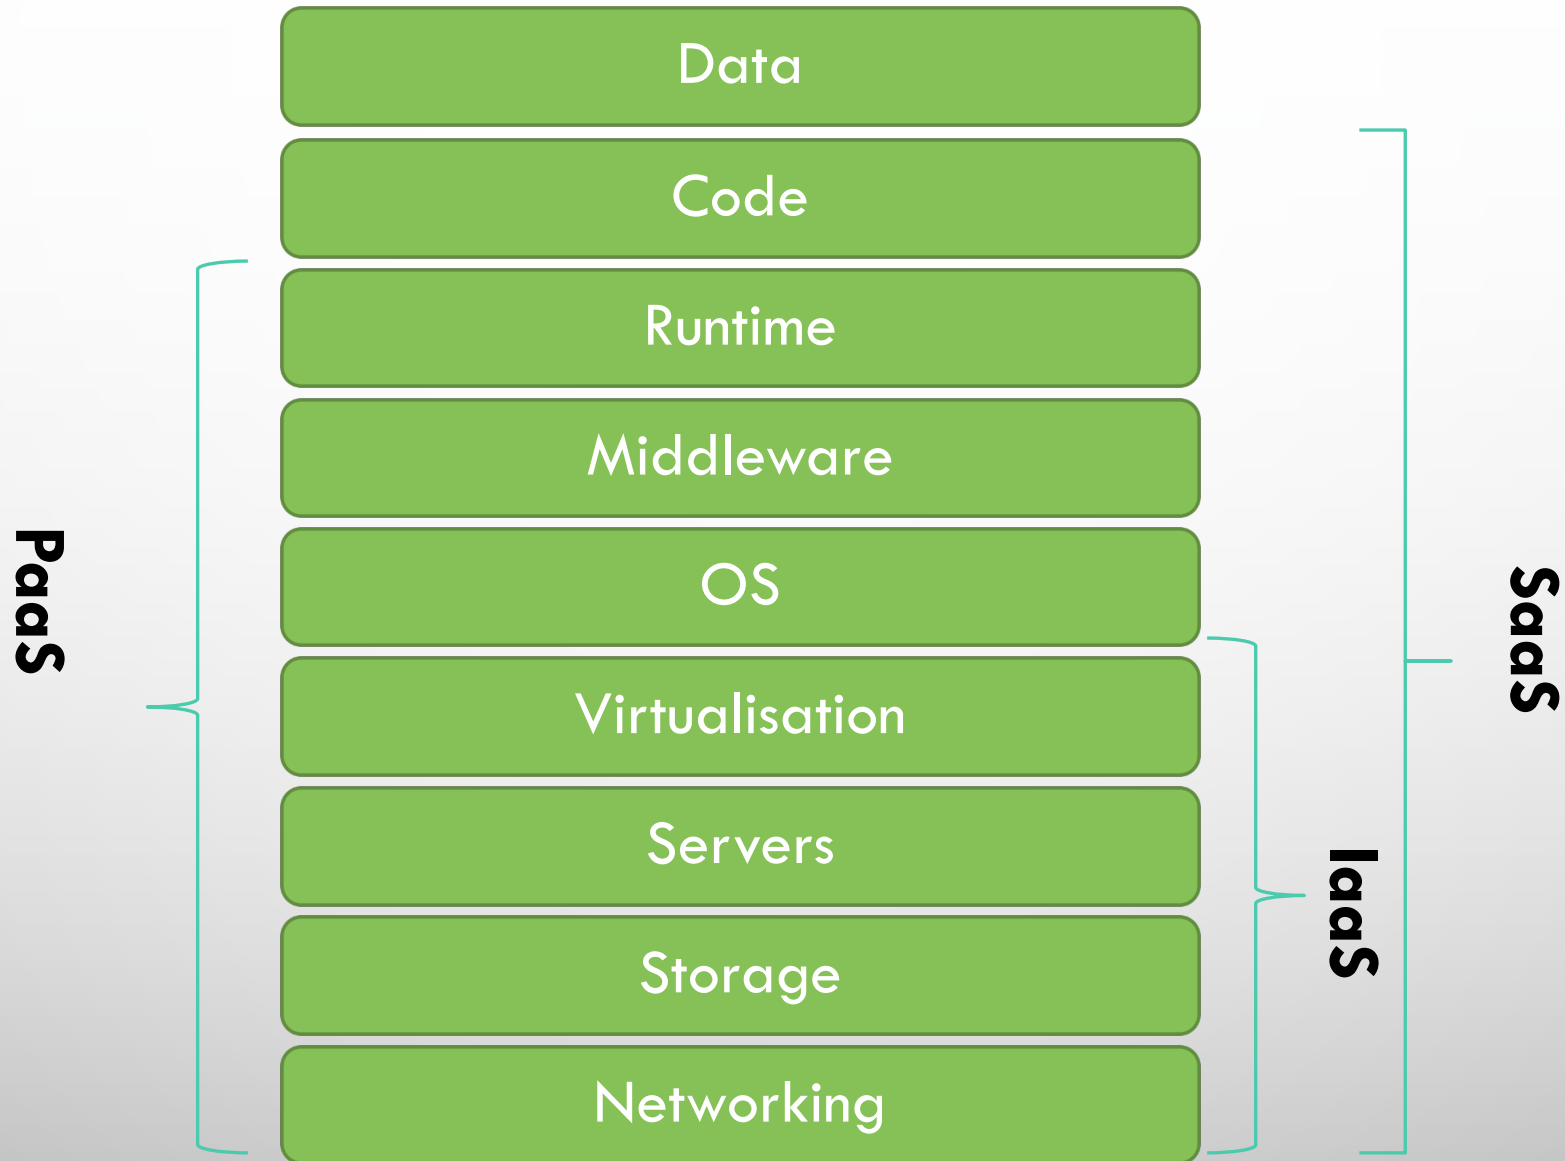 Data
Code
Runtime
Middleware
OS
Virtualisation
Servers
Storage
Networking
PaaS
IaaS
SaaS